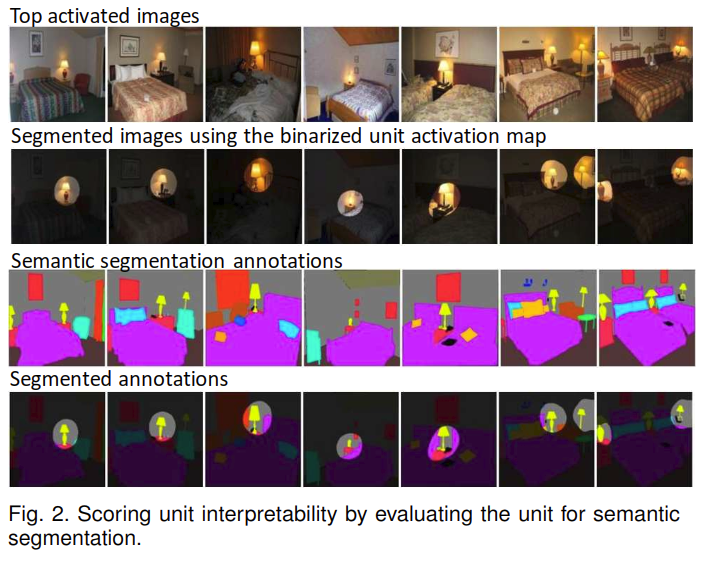 Top activated images
Segmented images using the binarized unit activation map
Semantic segmentation annotations
Segmented annotations
Fig. 2. Scoring unit interpretability by evaluating the unit for semantic
segmentation.